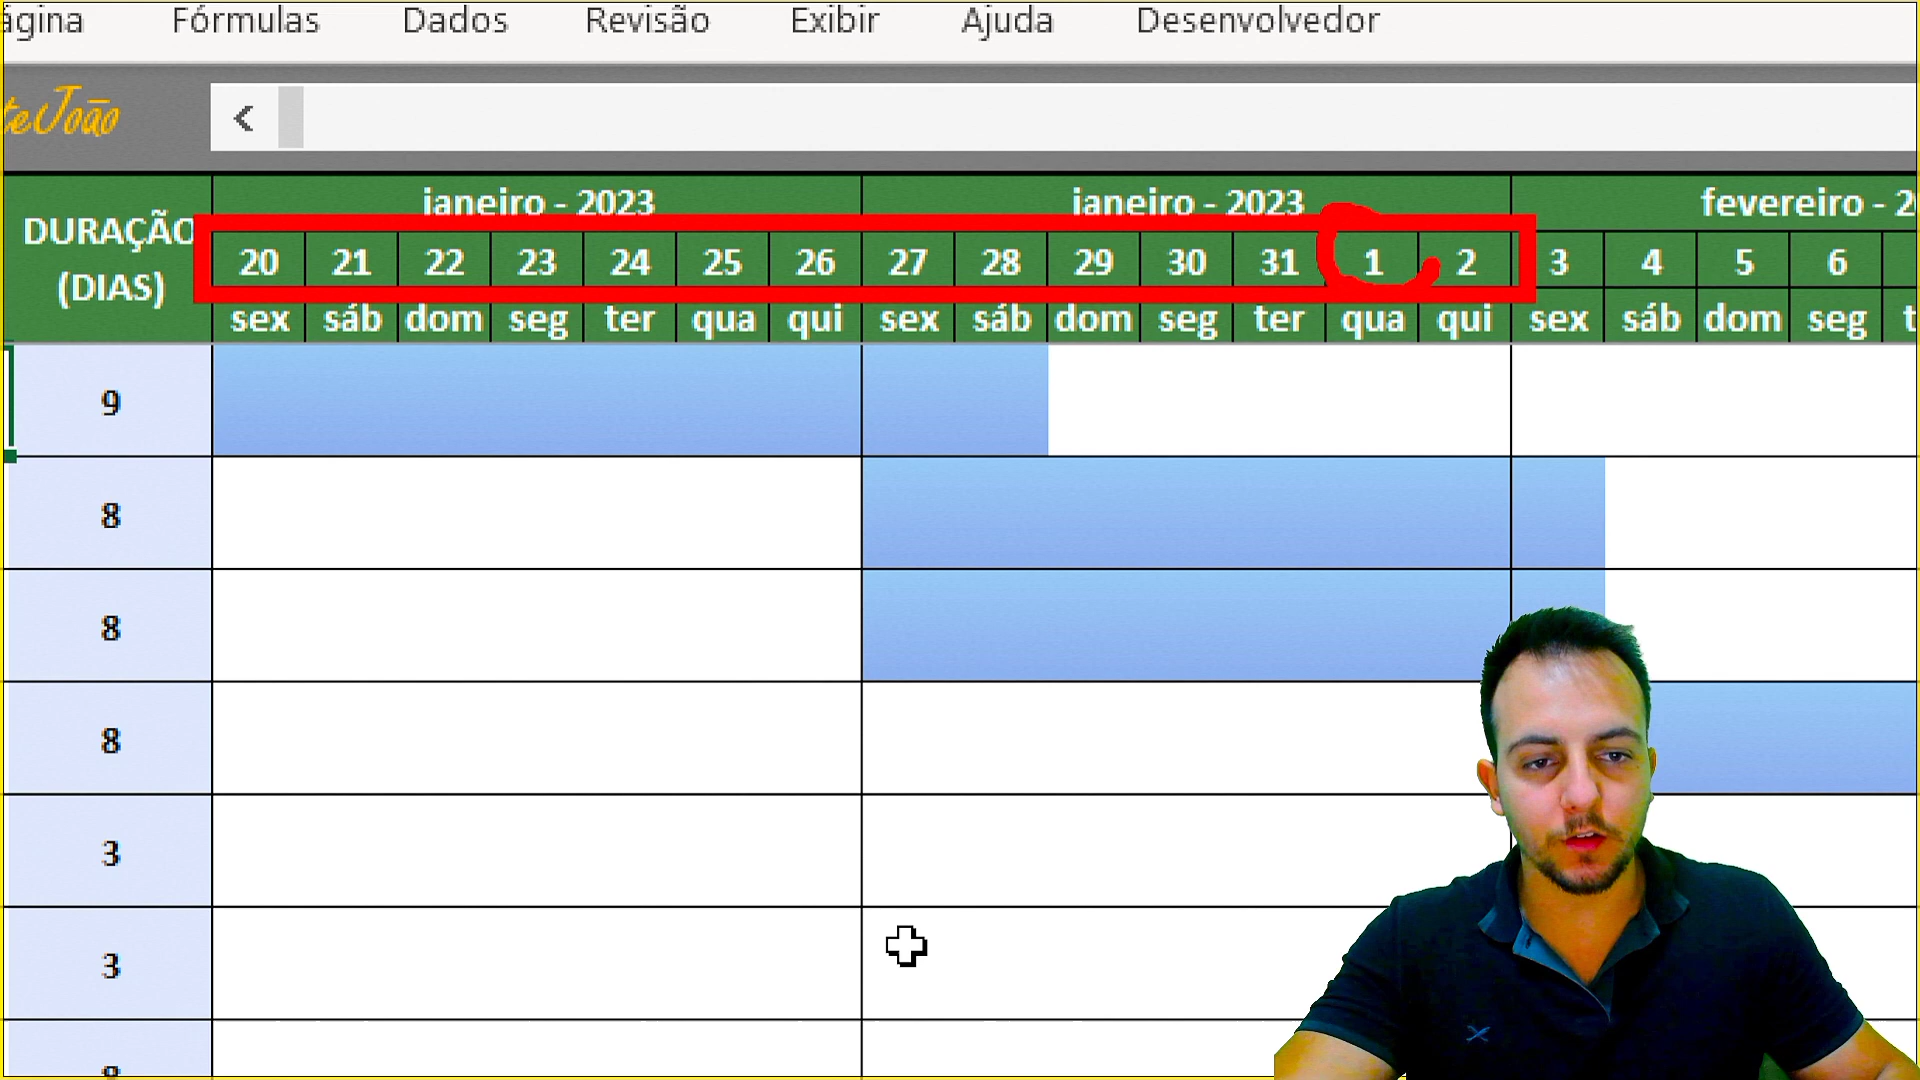 ágina Fórmulas Dados Revisão Exibir Ajuda Desenvolvedor
teJoão
DURAÇÃO (DIAS)
janeiro - 2023 janeiro - 2023 fevereiro - 2
20 21 22 23 24 25 26 27 28 29 30 31 1 2 3 4 5 6
sex sáb dom seg ter qua qui sex sáb dom seg ter qua qui sex sáb dom seg t
9
8
8
8
3
3